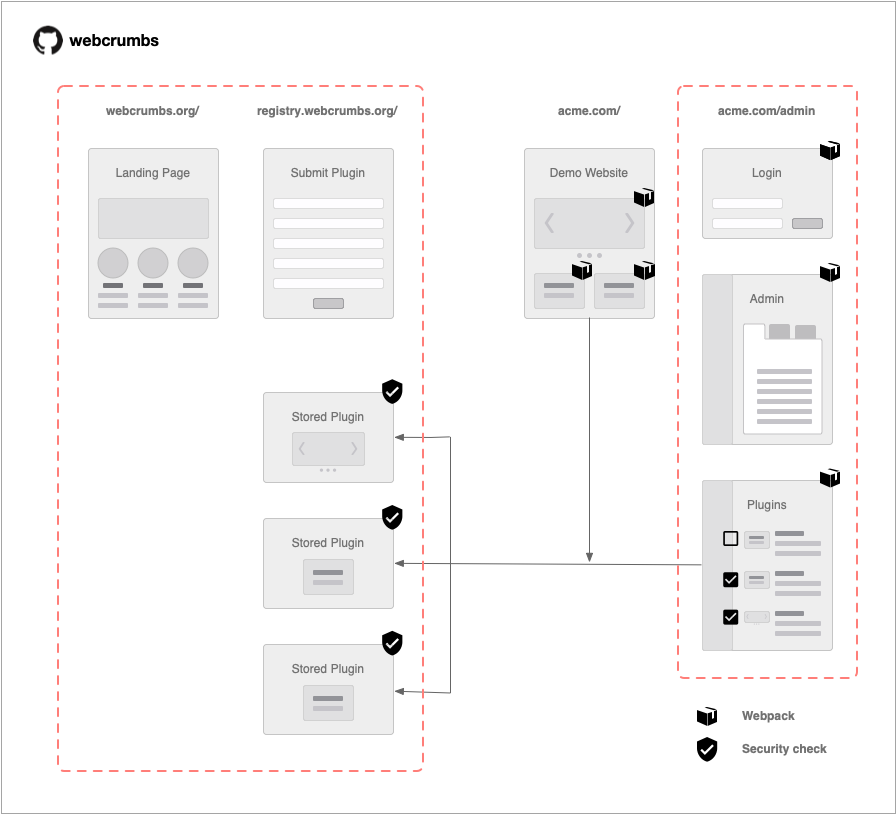 webcrumbs
webcrumbs.org/
registry.webcrumbs.org/
acme.com/
acme.com/admin
Landing Page
Submit Plugin
Demo Website
Login
Admin
Stored Plugin
Plugins
Stored Plugin
Stored Plugin
Webpack
Security check